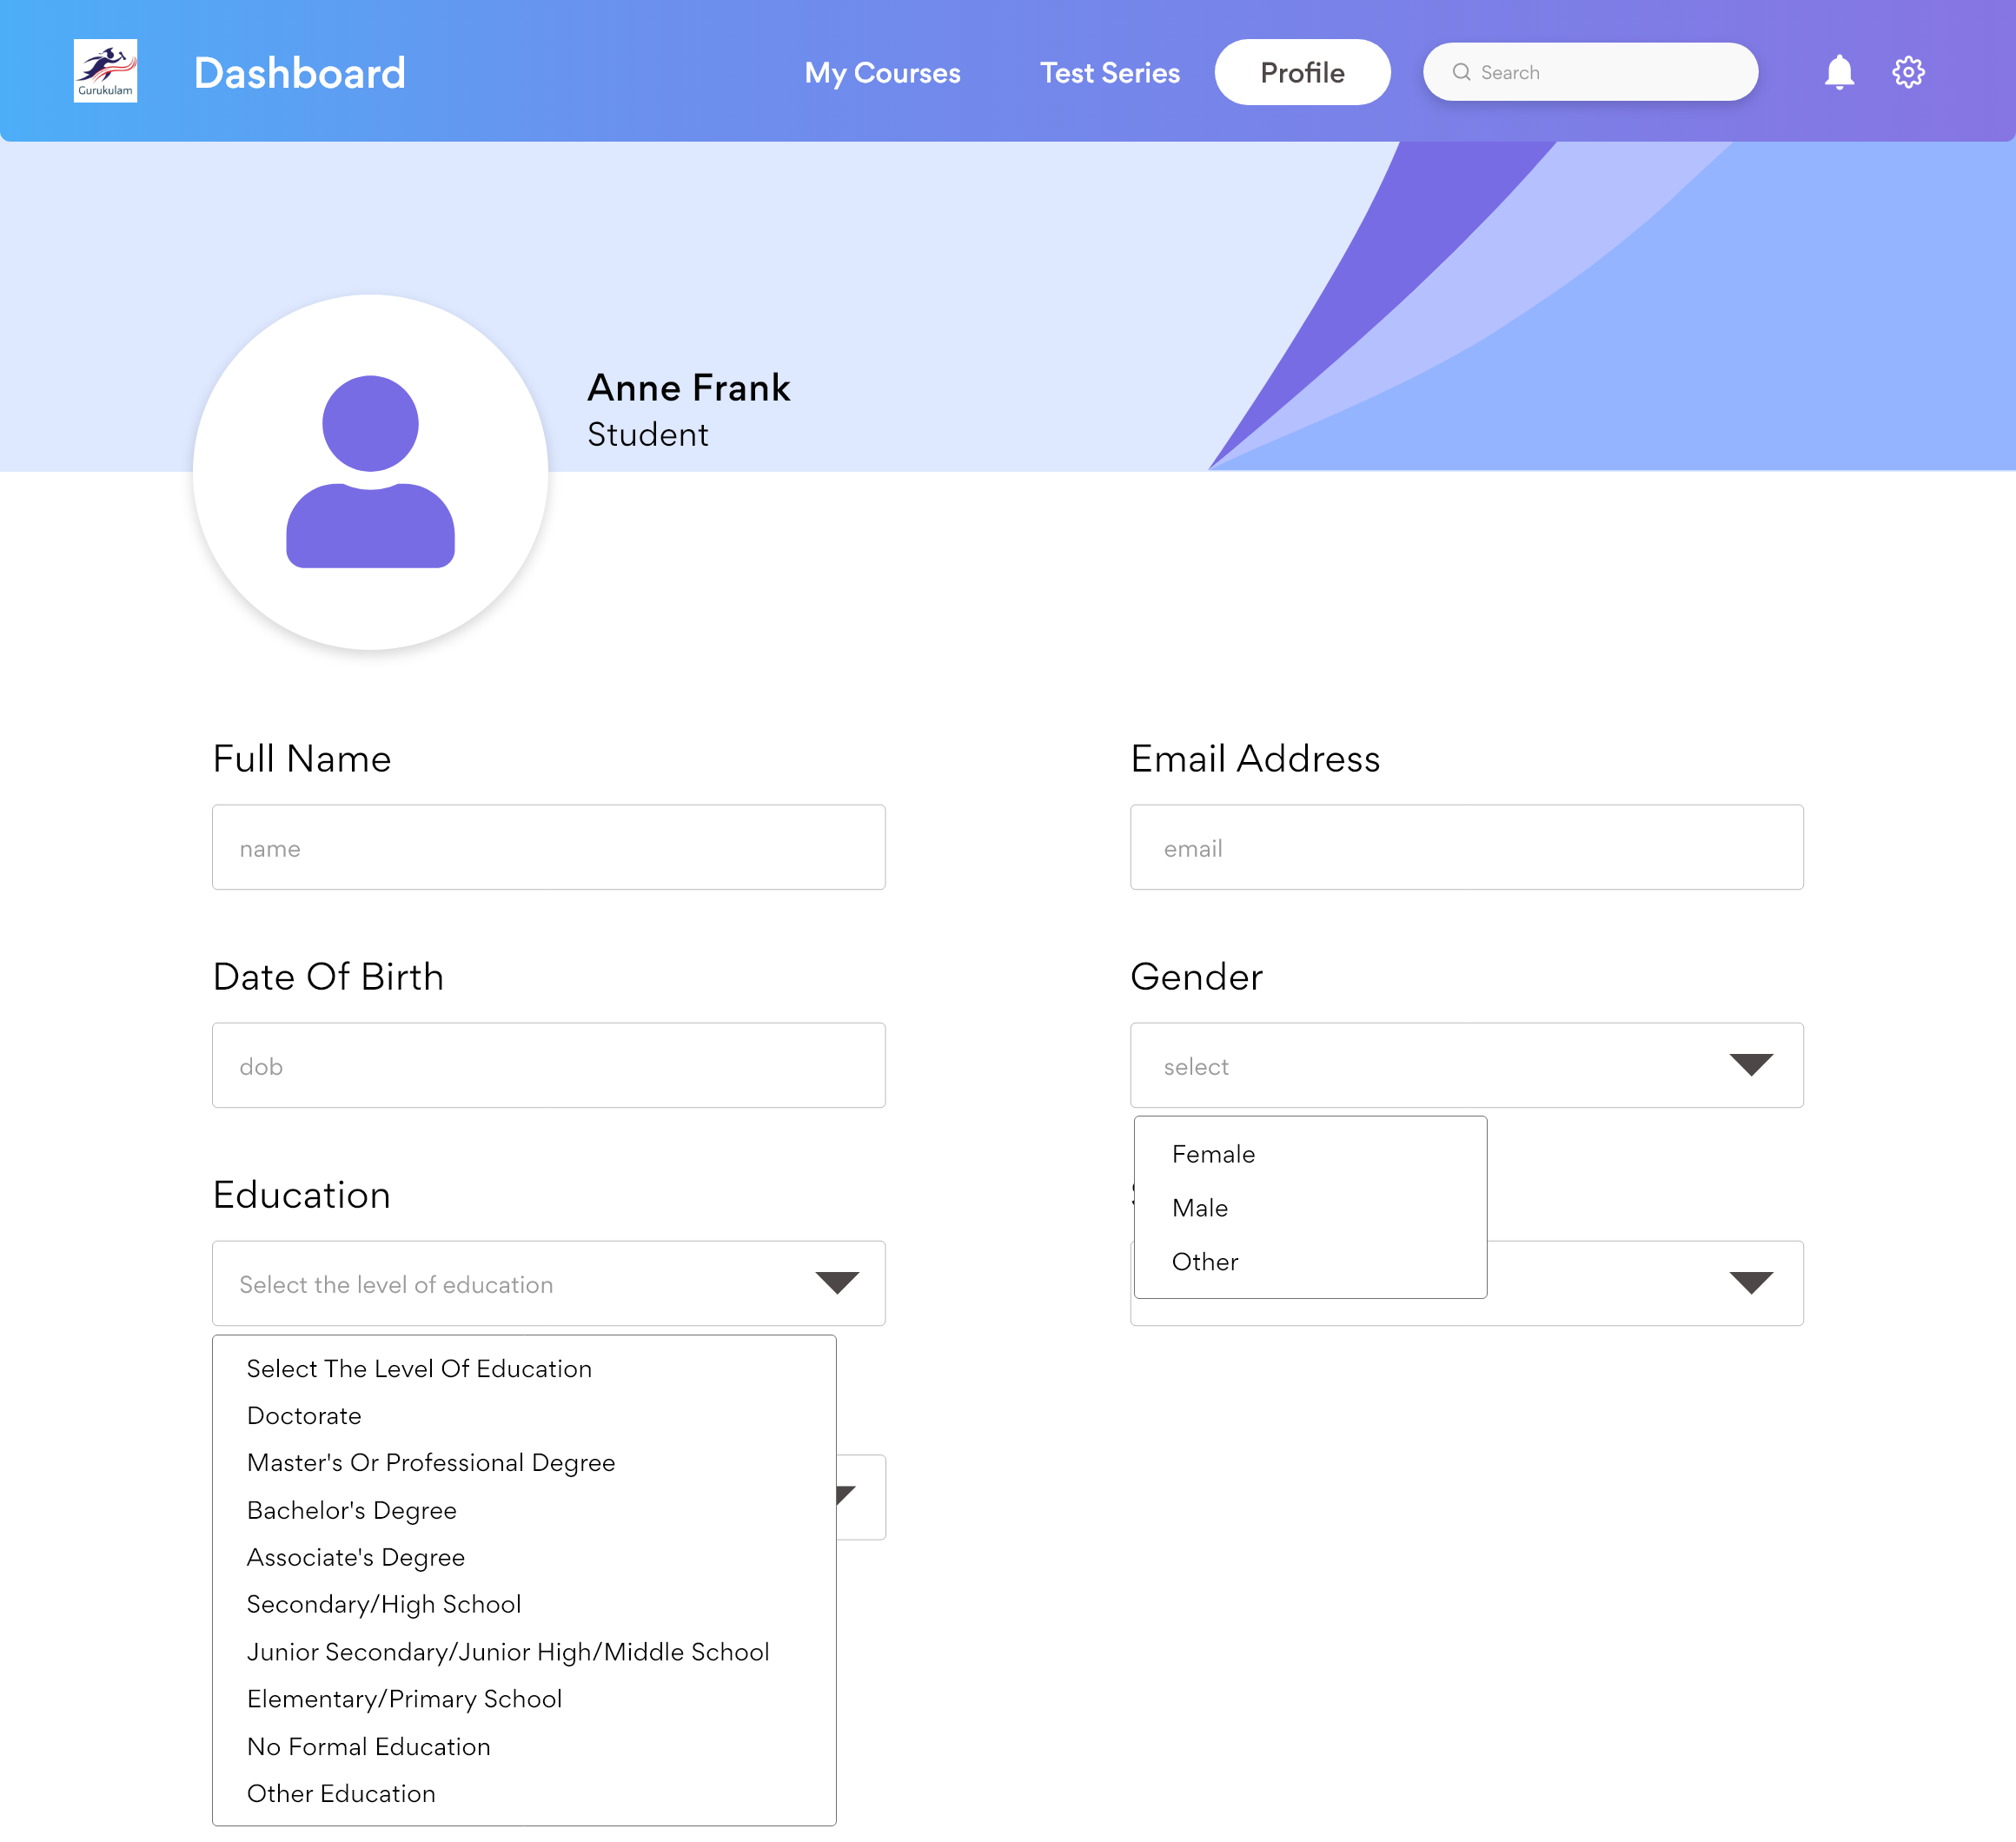 Gurukulam
Dashboard
My Courses
Test Series
Profile
Search
Anne Frank
Student
Full Name
Email Address
name
email
Date Of Birth
Gender
dob
select
Female
Male
Other
Education
Select the level of education
Select The Level Of Education
Doctorate
Master's Or Professional Degree
Bachelor's Degree
Associate's Degree
Secondary/High School
Junior Secondary/Junior High/Middle School
Elementary/Primary School
No Formal Education
Other Education